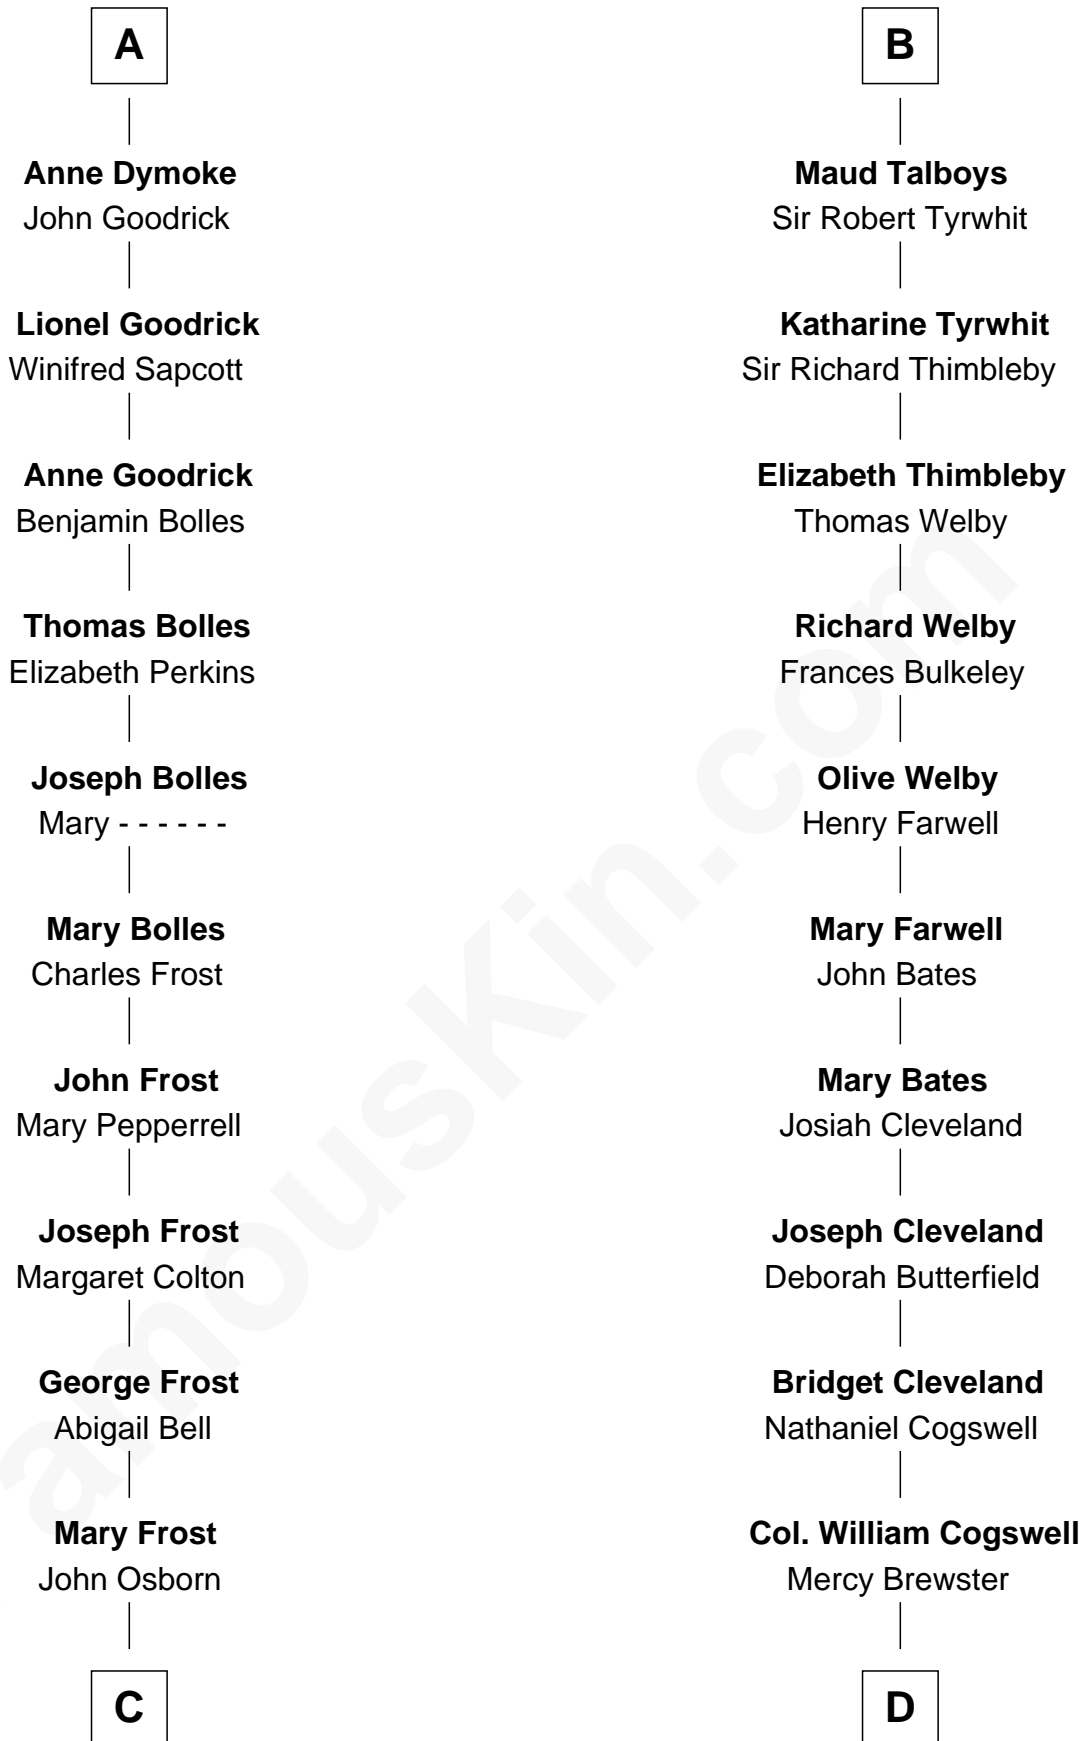 A
Anne Dymoke
John Goodrick
Lionel Goodrick
Winifred Sapcott
Anne Goodrick
Benjamin Bolles
Thomas Bolles
Elizabeth Perkins
Joseph Bolles
Mary - - - - - -
Mary Bolles
Charles Frost
John Frost
Mary Pepperrell
Joseph Frost
Margaret Colton
George Frost
Abigail Bell
Mary Frost
John Osborn
C
B
Maud Talboys
Sir Robert Tyrwhit
Katharine Tyrwhit
Sir Richard Thimbleby
Elizabeth Thimbleby
Thomas Welby
Richard Welby
Frances Bulkeley
Olive Welby
Henry Farwell
Mary Farwell
John Bates
Mary Bates
Josiah Cleveland
Joseph Cleveland
Deborah Butterfield
Bridget Cleveland
Nathaniel Cogswell
Col. William Cogswell
Mercy Brewster
D
amousKin.com